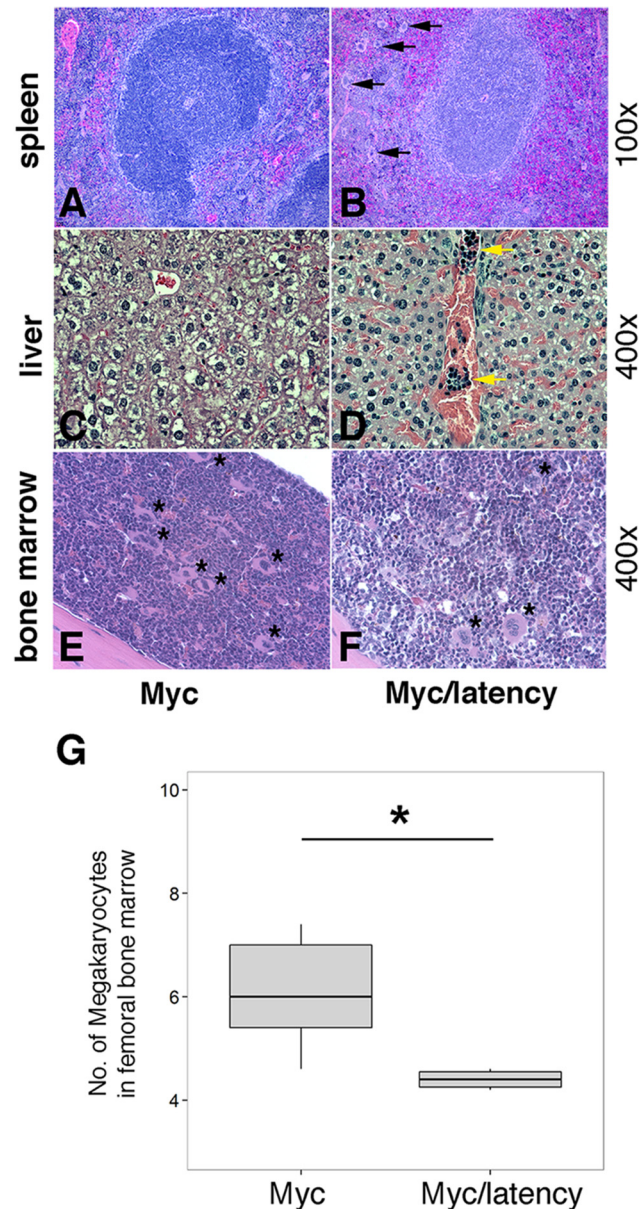 spleen
A
B
100x
liver
C
D
400x
bone marrow
*
*
*
*
*
*
*
E
*
*
*
F
400x
Myc
Myc/latency
G
No. of Megakaryocytes
in femoral bone marrow
10
8
6
4
*
Myc
Myc/latency